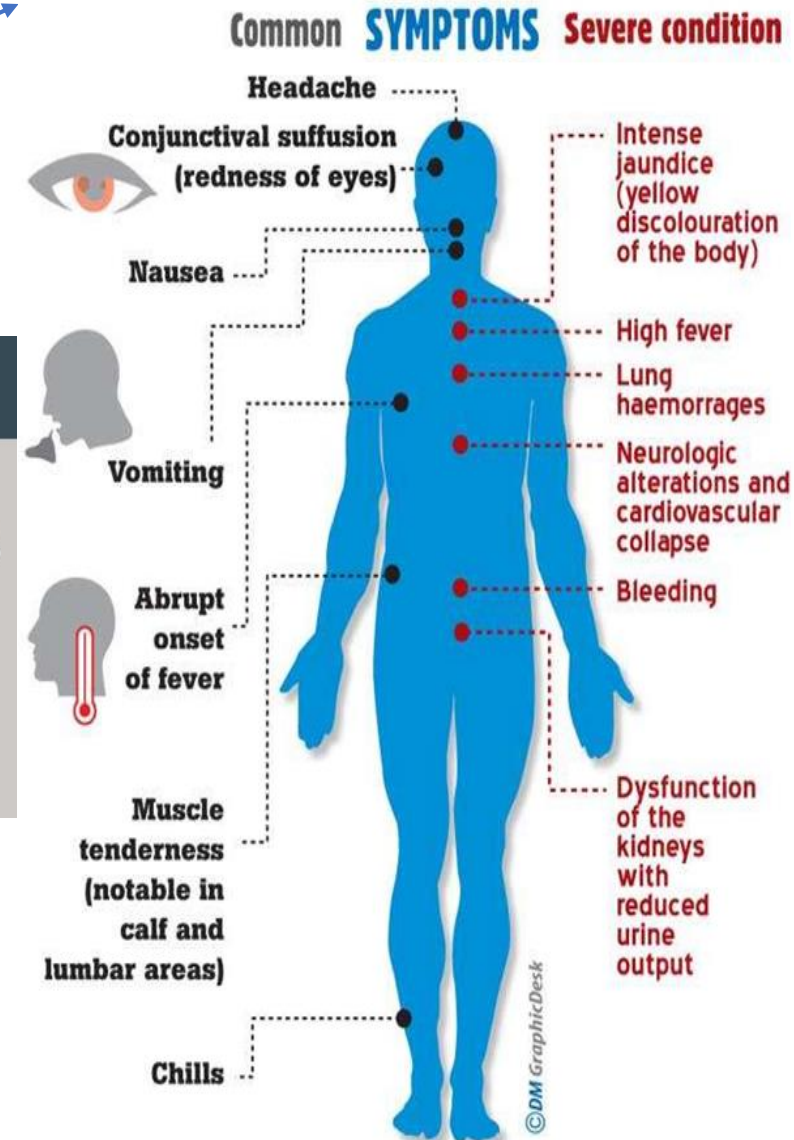 Common SYMPTOMS Severe condition
Headache
Conjunctival suffusion
(redness of eyes)
Nausea
Vomiting
Abrupt
onset
of fever
Muscle
tenderness
(notable in
calf and
lumbar areas)
Chills
Intense
jaundice
(yellow
discolouration
of the body)
High fever
Lung
haemorrages
Neurologic
alterations and
cardiovascular
collapse
Bleeding
Dysfunction
of the
kidneys
with
reduced
urine
output
©DM GraphicDesk